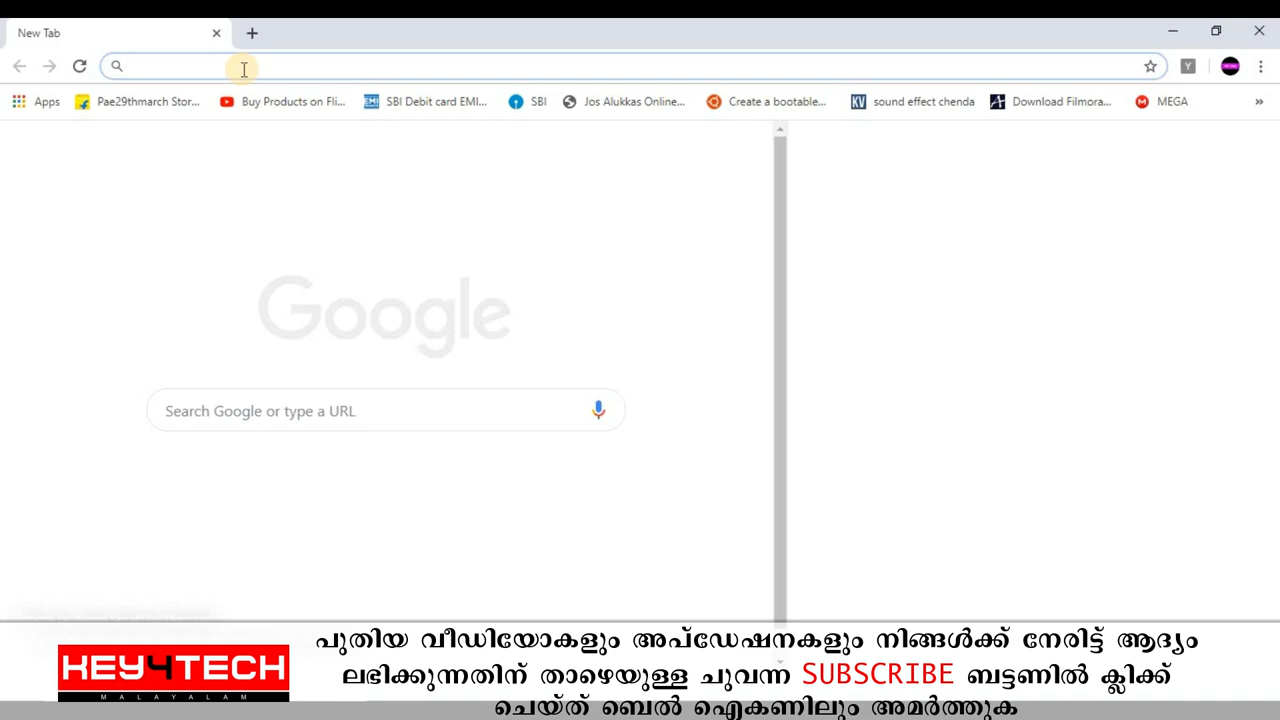 New Tab
Apps Pae29thmarch Stor... Buy Products on Fli... SBI Debit card EMI... SBI Jos Alukkas Online... Create a bootable... sound effect chenda Download Filmora... MEGA »
Google
Search Google or type a URL
പുതിയ വീഡിയോകളും അപ്ഡേഷനകളും നിങ്ങൾക്ക് നേരിട്ട് ആദ്യം
ലഭിക്കുന്നതിന് താഴെയുള്ള ചുവന്ന SUBSCRIBE ബട്ടണിൽ ക്ലിക്ക്
ചെയ്ത് ബെൽ ഐകണിലും അമർത്തുക
KEY4TECH
MALAYALAM